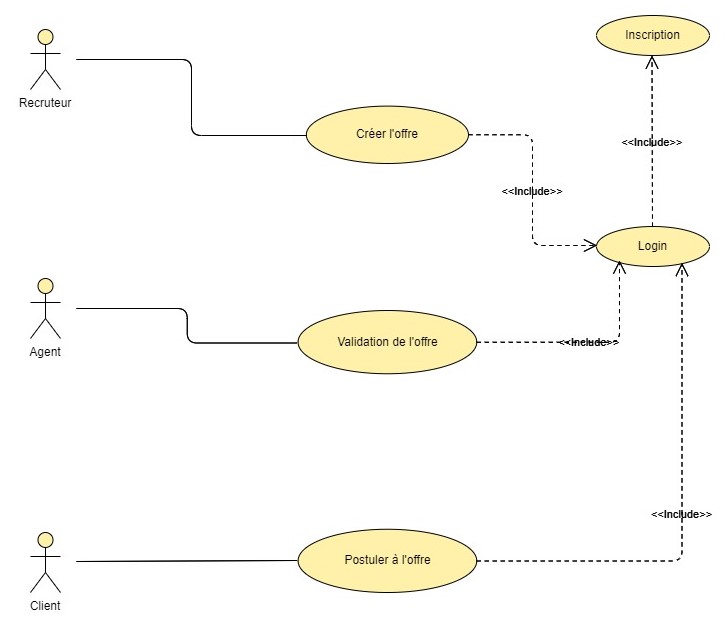 Inscription
Recruteur
Créer l'offre
<<Include>>
<<Include>>
Login
Agent
Validation de l'offre
<<Include>>
<<Include>>
Postuler à l'offre
Client